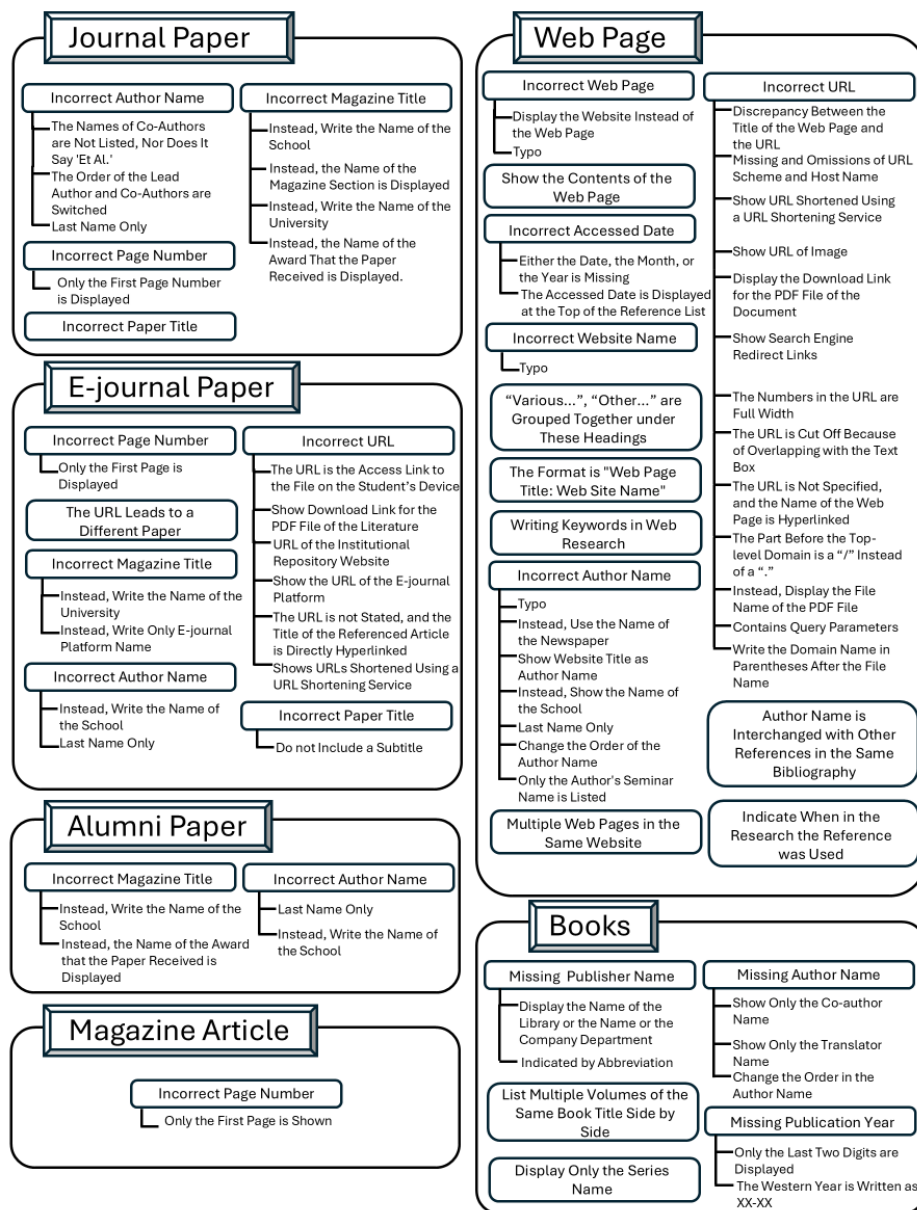 Journal Paper
Incorrect Author Name
The Names of Co-Authors
are Not Listed, Nor Does It
Say 'Et Al.'
The Order of the Lead
Author and Co-Authors are
Switched
Last Name Only
Incorrect Page Number
Only the First Page Number
is Displayed
Incorrect Paper Title
Incorrect Magazine Title
Instead, Write the Name of the
School
Instead, the Name of the
Magazine Section is Displayed
Instead, Write the Name of the
University
Instead, the Name of the
Award That the Paper
Received is Displayed.
E-journal Paper
Incorrect Page Number
Only the First Page is
Displayed
The URL Leads to a
Different Paper
Incorrect Magazine Title
Instead, Write the Name of the
University
Instead, Write Only E-journal
Platform Name
Incorrect Author Name
Instead, Write the Name of
the School
Last Name Only
Incorrect URL
The URL is the Access Link to
the File on the Student's Device
Show Download Link for the
PDF File of the Literature
URL of the Institutional
Repository Website
Show the URL of the E-journal
Platform
The URL is not Stated, and the
Title of the Referenced Article
is Directly Hyperlinked
Shows URLs Shortened Using a
URL Shortening Service
Incorrect Paper Title
Do not Include a Subtitle
Alumni Paper
Incorrect Magazine Title
Instead, Write the Name of the
School
Instead, the Name of the Award
that the Paper Received is
Displayed
Incorrect Author Name
Last Name Only
Instead, Write the Name of
the School
Magazine Article
Incorrect Page Number
Only the First Page is Shown
Web Page
Incorrect Web Page
Display the Website Instead of
the Web Page
Typo
Show the Contents of the
Web Page
Incorrect Accessed Date
Either the Date, the Month, or
the Year is Missing
The Accessed Date is Displayed
at the Top of the Reference List
Incorrect Website Name
Typo
“Various...”, “Other...” are
Grouped Together under
These Headings
The Format is "Web Page
Title: Web Site Name"
Writing Keywords in Web
Research
Incorrect Author Name
Typo
Instead, Use the Name of
the Newspaper
Show Website Title as
Author Name
Instead, Show the Name of the
School
Last Name Only
Change the Order of the
Author Name
Only the Author's Seminar
Name is Listed
Multiple Web Pages in the
Same Website
Incorrect URL
Discrepancy Between the
Title of the Web Page and
the URL
Missing and Omissions of URL
Scheme and Host Name
Show URL Shortened Using
a URL Shortening Service
Show URL of Image
Display the Download Link
for the PDF File of the
Document
Show Search Engine
Redirect Links
The Numbers in the URL are
Full Width
The URL is Cut Off Because
of Overlapping with the Text
Box
The URL is Not Specified,
and the Name of the Web
Page is Hyperlinked
The Part Before the Top-
level Domain is a “/” Instead
of a “.”
Instead, Display the File
Name of the PDF File
Contains Query Parameters
Write the Domain Name in
Parentheses After the File
Name
Author Name is
Interchanged with Other
References in the Same
Bibliography
Indicate When in the
Research the Reference
was Used
Books
Missing Publisher Name
Display the Name of the
Library or the Name or the
Company Department
Indicated by Abbreviation
List Multiple Volumes of the
Same Book Title Side by
Side
Display Only the Series
Name
Missing Author Name
Show Only the Co-author
Name
Show Only the Translator
Name
Change the Order in the
Author Name
Missing Publication Year
Only the Last Two Digits are
Displayed
The Western Year is Written as
XX-XX